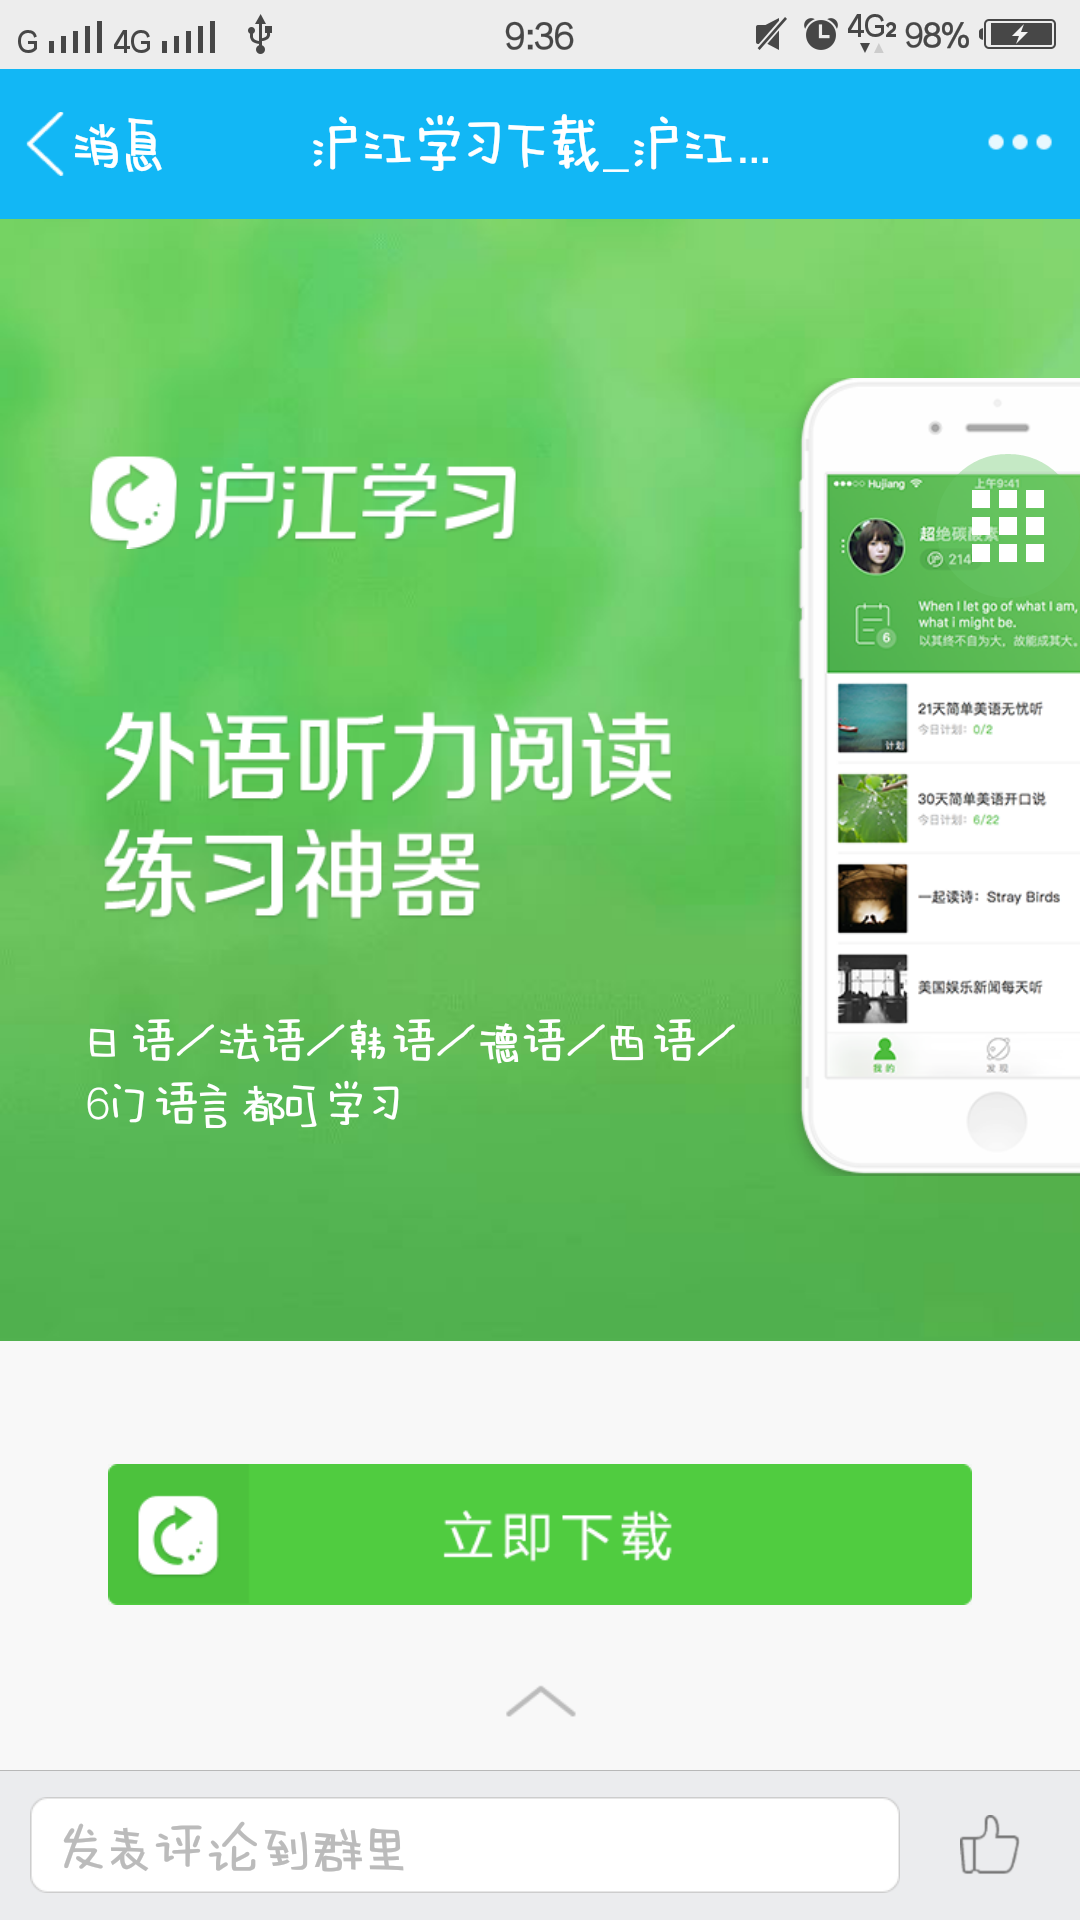 G 4G 9:36 4G2 98%
消息 沪江学习下载_沪江...
沪江学习
外语听力阅读
练习神器
日语/法语/韩语/德语/西语/
6门语言都可学习
Hujiang 上午9:41
超绝碳酸素
214
When I let go of what I am,
what i might be.
以其终不自为大，故能成其大。
6
21天简单美语无忧听
今日计划：0/2
计划
30天简单美语开口说
今日计划：6/22
一起读诗：Stray Birds
美国娱乐新闻每天听
我的 发现
立即下载
发表评论到群里